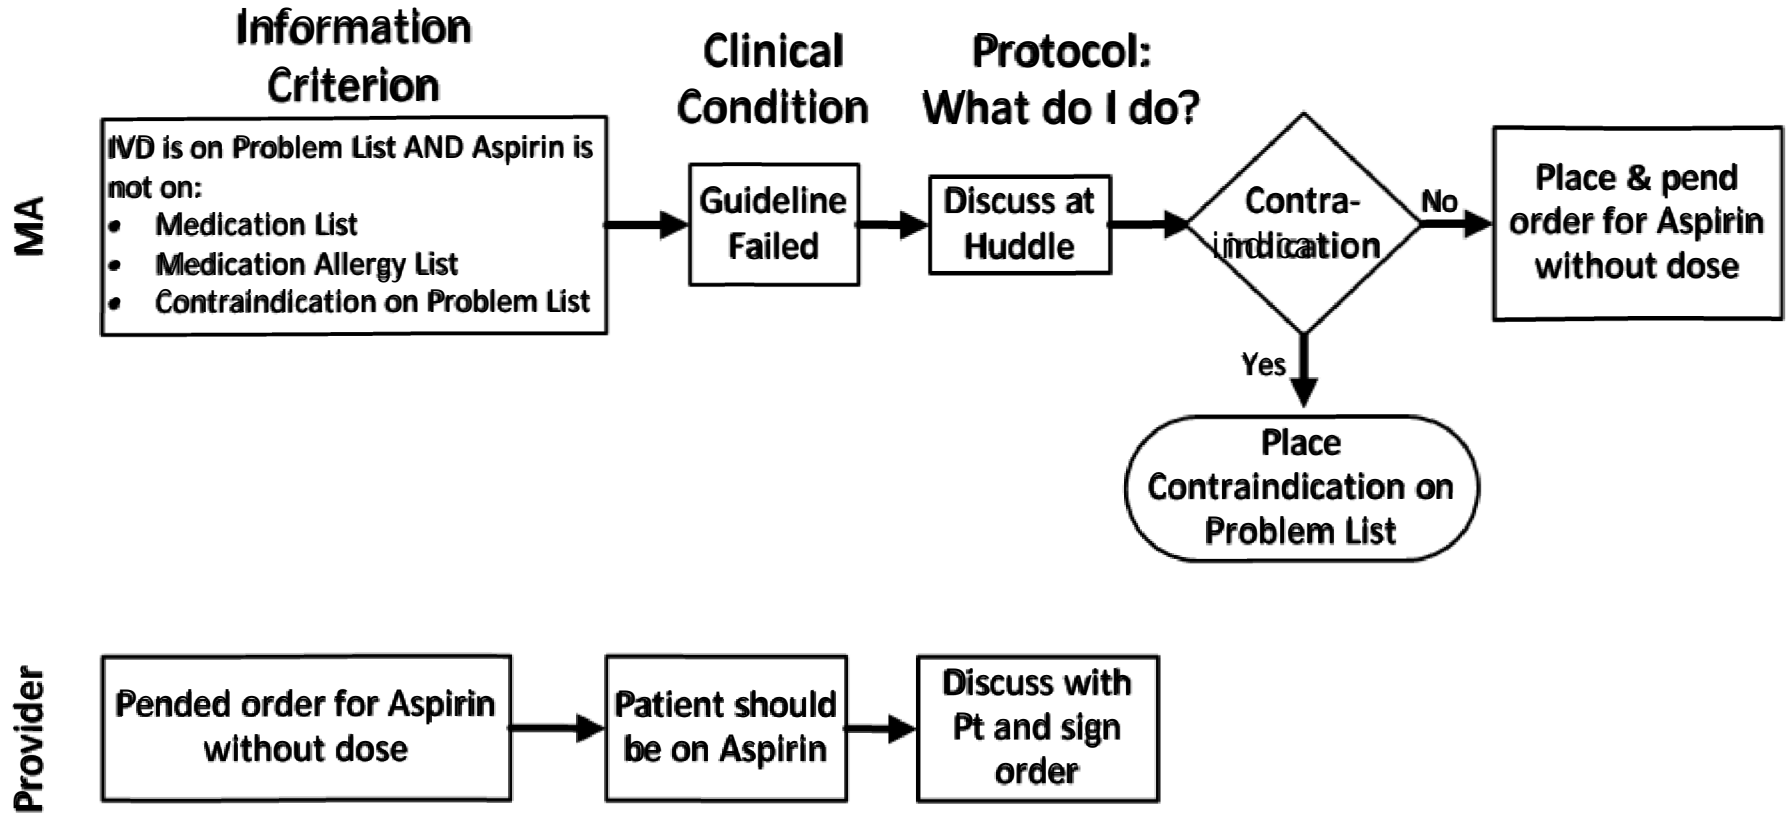 Information
Criterion
Clinical
Condition
Protocol:
What do I do?
MA
IVD is on Problem List AND Aspirin is
not on:
• Medication List
• Medication Allergy List
• Contraindication on Problem List
Guideline
Failed
Discuss at
Huddle
Contra-
indication
No
Place & pend
order for Aspirin
without dose
Yes
Place
Contraindication on
Problem List
Provider
Pended order for Aspirin
without dose
Patient should
be on Aspirin
Discuss with
Pt and sign
order